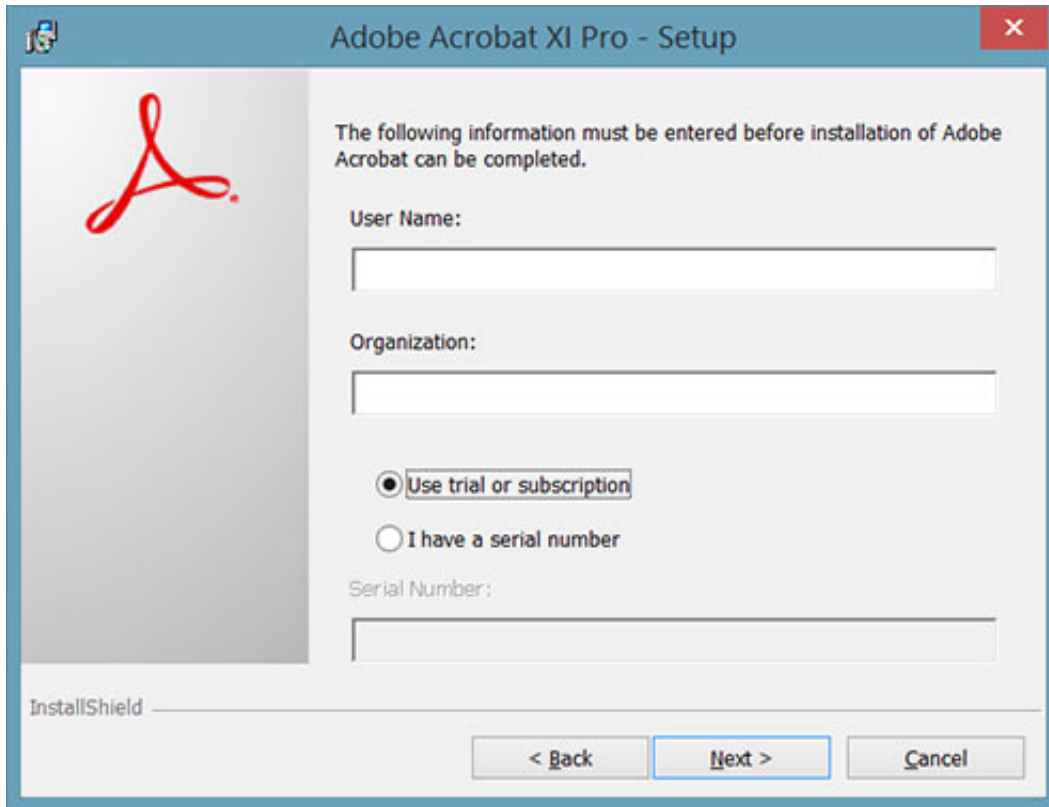 Adobe Acrobat XI Pro - Setup
The following information must be entered before installation of Adobe
Acrobat can be completed.
User Name:
Organization:
Use trial or subscription
I have a serial number
Serial Number:
InstallShield
< Back
Next >
Cancel